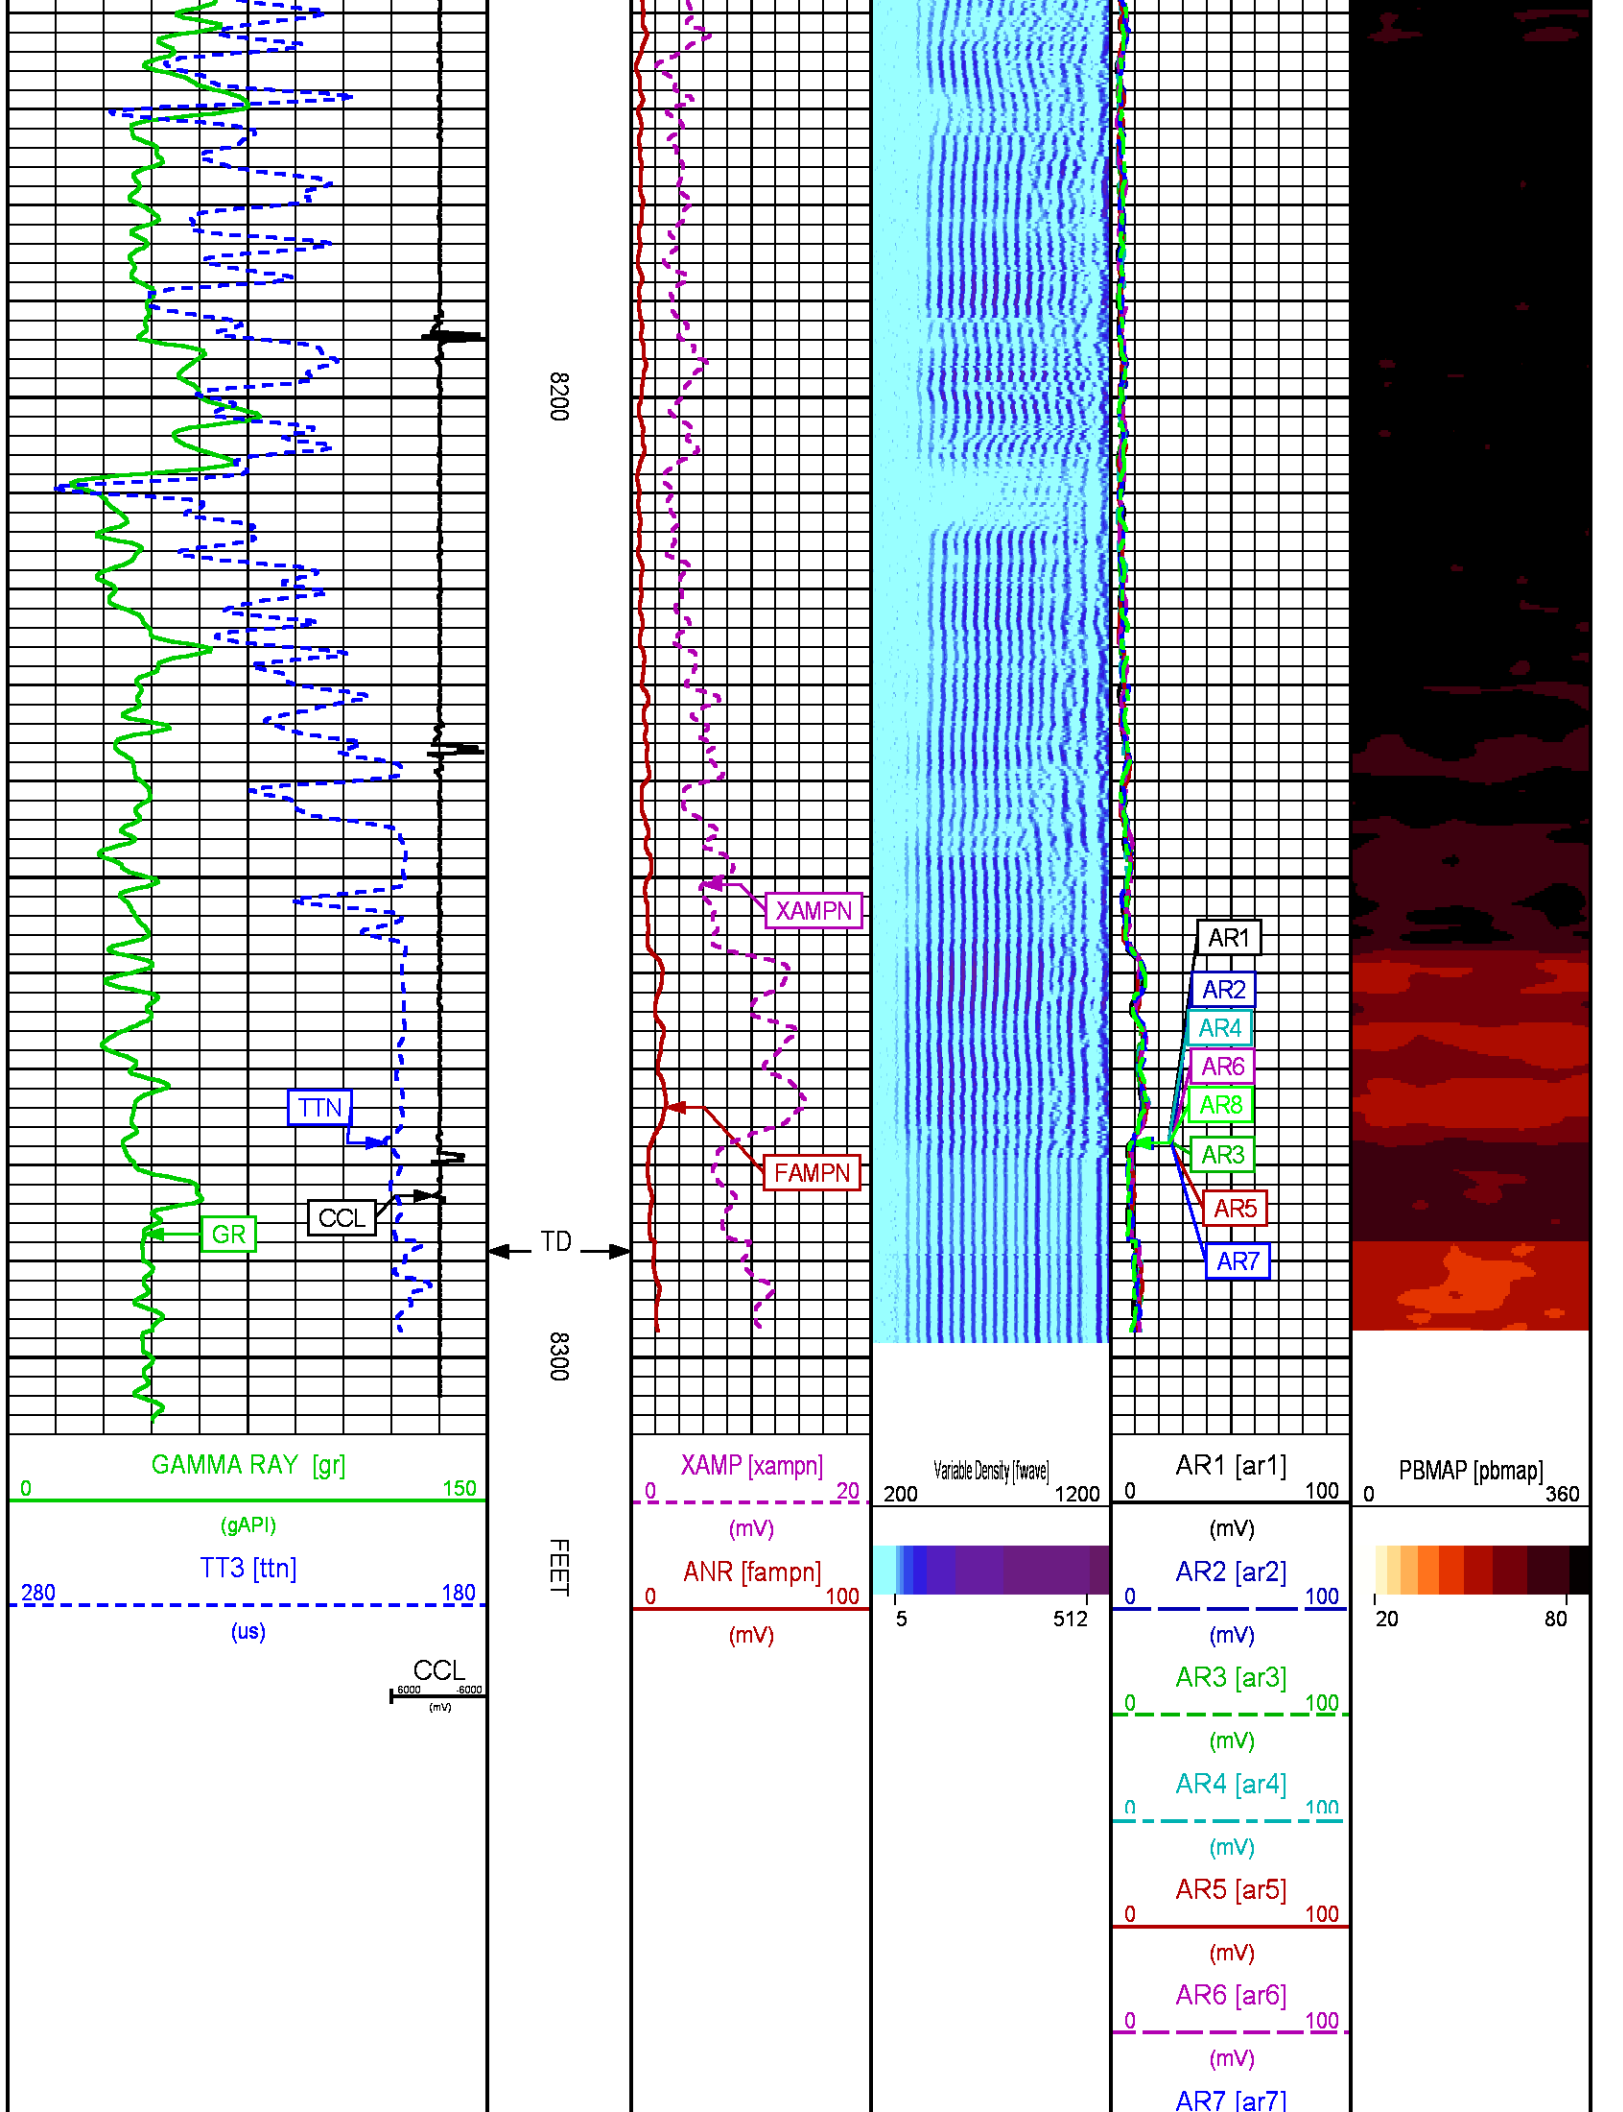 8200
XAMPN
AR1
AR2
AR4
AR6
AR8
TTN
AR3
FAMPN
AR5
CCL
GR
TD
AR7
8300
GAMMA RAY [gr]
0 150
(gAPI)
TT3 [ttn]
280 180
(us)
CCL
6000 -6000
(mV)
FEET
XAMP [xampn]
0 20
(mV)
ANR [fampn]
0 100
(mV)
Variable Density [fwave]
200 1200
5 512
AR1 [ar1]
0 100
(mV)
AR2 [ar2]
0 100
(mV)
AR3 [ar3]
0 100
(mV)
AR4 [ar4]
0 100
(mV)
AR5 [ar5]
0 100
(mV)
AR6 [ar6]
0 100
(mV)
AR7 [ar7]
PBMAP [pbmap]
0 360
20 80